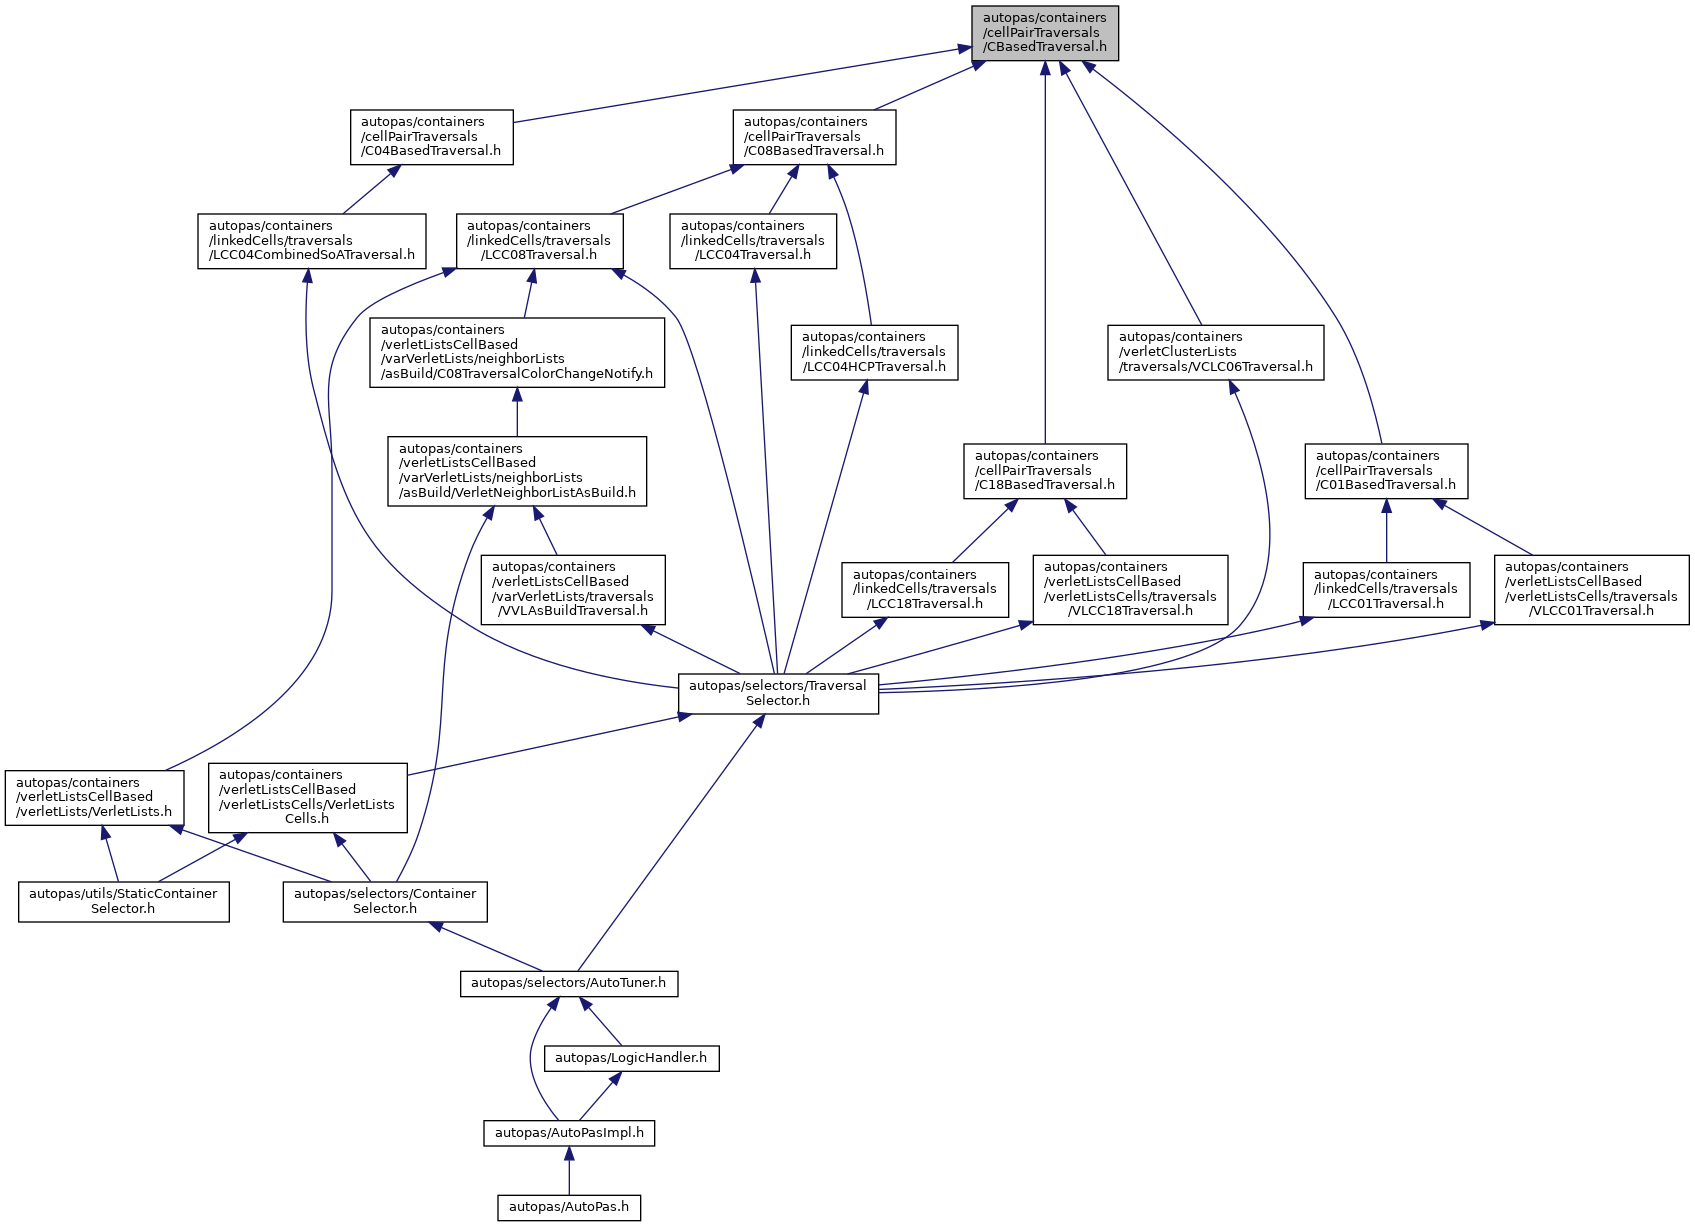 autopas/containers
/cellPairTraversals
/CBasedTraversal.h
autopas/containers
/cellPairTraversals
/C04BasedTraversal.h
autopas/containers
/cellPairTraversals
/C08BasedTraversal.h
autopas/containers
/linkedCells/traversals
/LCC04CombinedSoATraversal.h
autopas/containers
/linkedCells/traversals
/LCC08Traversal.h
autopas/containers
/linkedCells/traversals
/LCC04Traversal.h
autopas/containers
/verletListsCellBased
/varVerletLists/neighborLists
/asBuild/C08TraversalColorChangeNotify.h
autopas/containers
/linkedCells/traversals
/LCC04HCPTraversal.h
autopas/containers
/verletClusterLists
/traversals/VCLC06Traversal.h
autopas/containers
/verletListsCellBased
/varVerletLists/neighborLists
/asBuild/VerletNeighborListAsBuild.h
autopas/containers
/cellPairTraversals
/C18BasedTraversal.h
autopas/containers
/cellPairTraversals
/C01BasedTraversal.h
autopas/containers
/verletListsCellBased
/varVerletLists/traversals
/VVLAsBuildTraversal.h
autopas/containers
/linkedCells/traversals
/LCC18Traversal.h
autopas/containers
/verletListsCellBased
/verletListsCells/traversals
/VLCC18Traversal.h
autopas/containers
/linkedCells/traversals
/LCC01Traversal.h
autopas/containers
/verletListsCellBased
/verletListsCells/traversals
/VLCC01Traversal.h
autopas/selectors/Traversal
Selector.h
autopas/containers
/verletListsCellBased
/verletLists/VerletLists.h
autopas/containers
/verletListsCellBased
/verletListsCells/VerletLists
Cells.h
autopas/utils/StaticContainer
Selector.h
autopas/selectors/Container
Selector.h
autopas/selectors/AutoTuner.h
autopas/LogicHandler.h
autopas/AutoPasImpl.h
autopas/AutoPas.h